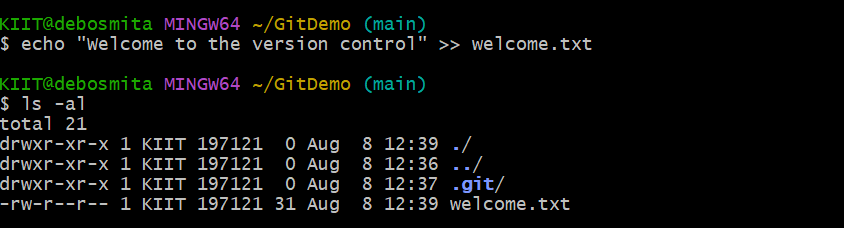 KIIT@debosmita MINGW64 ~/GitDemo (main)
$ echo "Welcome to the version control" >> welcome.txt
KIIT@debosmita MINGW64 ~/GitDemo (main)
$ ls -al
total 21
drwxr-xr-x 1 KIIT 197121  0 Aug  8 12:39 ./
drwxr-xr-x 1 KIIT 197121  0 Aug  8 12:36 ../
drwxr-xr-x 1 KIIT 197121  0 Aug  8 12:37 .git/
-rw-r--r-- 1 KIIT 197121 31 Aug  8 12:39 welcome.txt